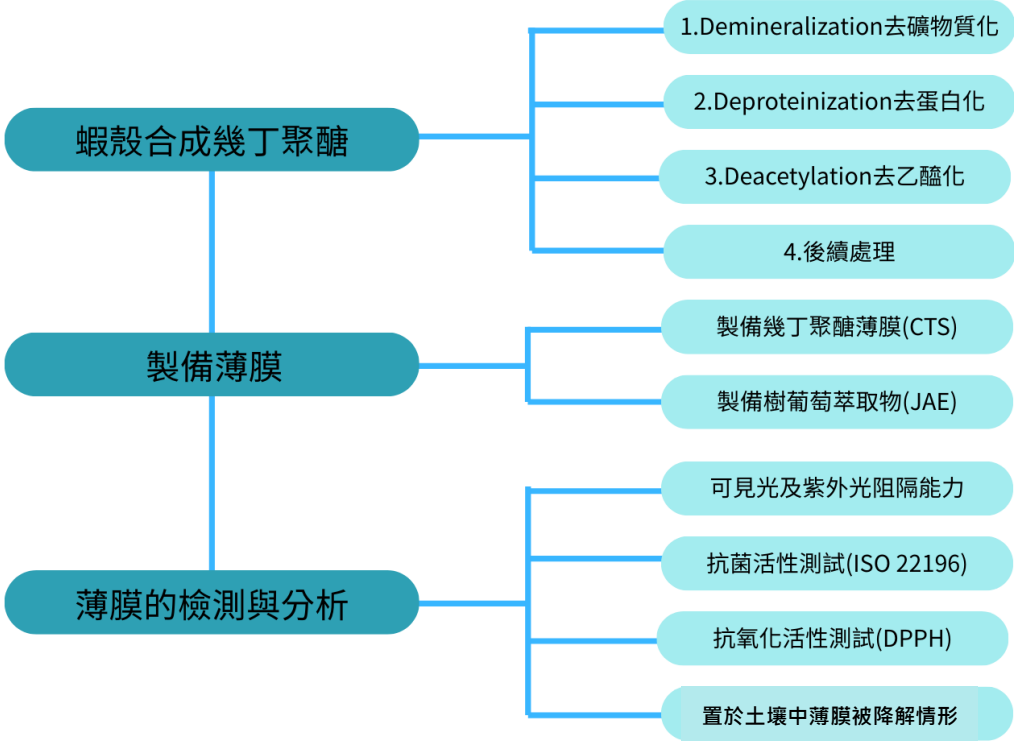 蝦殼合成幾丁聚醣
1.Demineralization去礦物質化
2.Deproteinization去蛋白化
3.Deacetylation去乙醯化
4.後續處理
製備薄膜
製備幾丁聚醣薄膜(CTS)
製備樹葡萄萃取物(JAE)
薄膜的檢測與分析
可見光及紫外光阻隔能力
抗菌活性測試(ISO 22196)
抗氧化活性測試(DPPH)
置於土壤中薄膜被降解情形